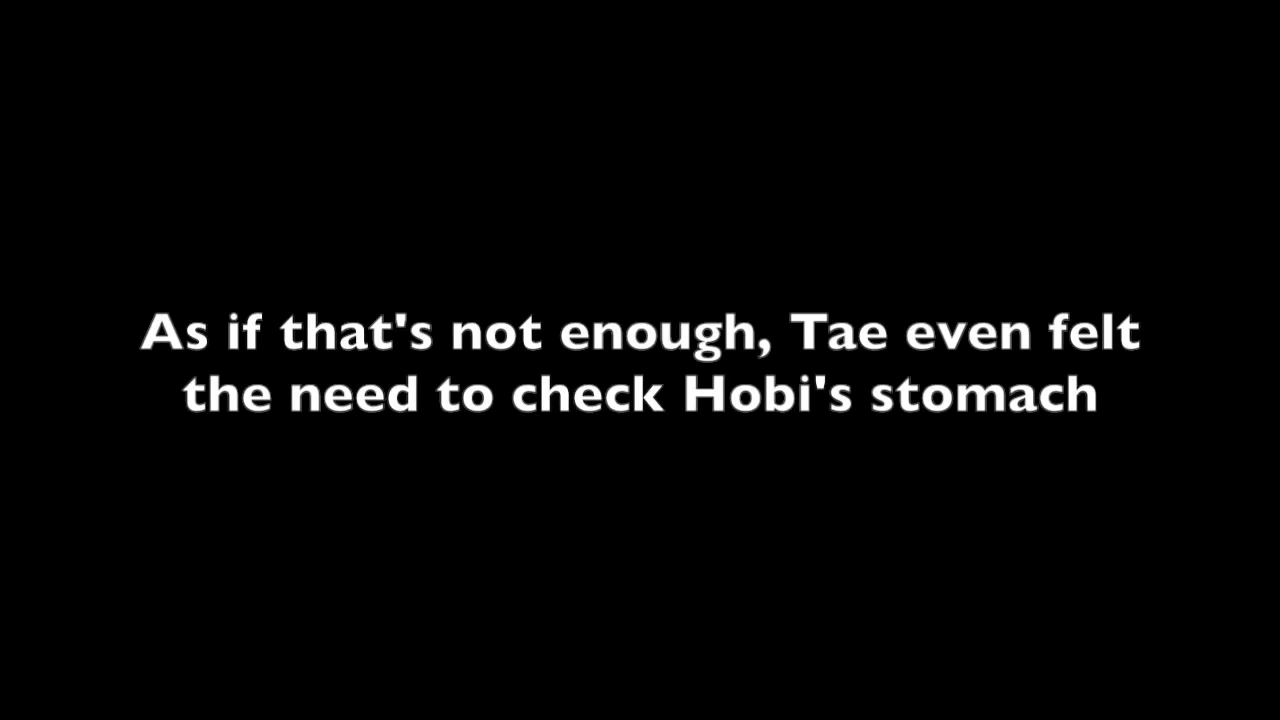 As if that's not enough, Tae even felt
the need to check Hobi's stomach